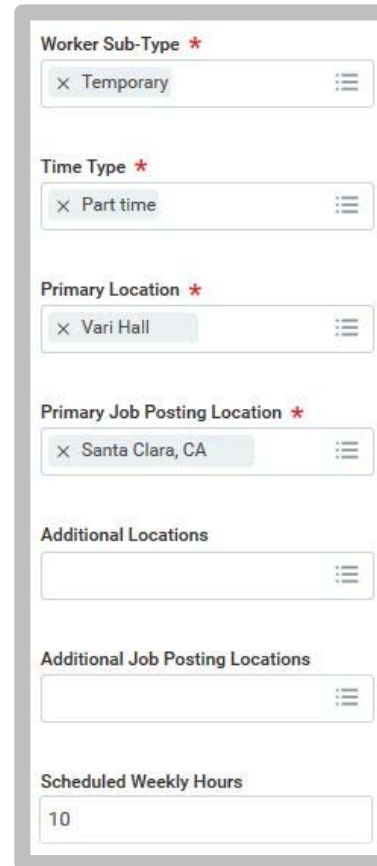 Worker Sub-Type *
× Temporary
Time Type *
× Part time
Primary Location *
× Vari Hall
Primary Job Posting Location *
× Santa Clara, CA
Additional Locations
Additional Job Posting Locations
Scheduled Weekly Hours
10